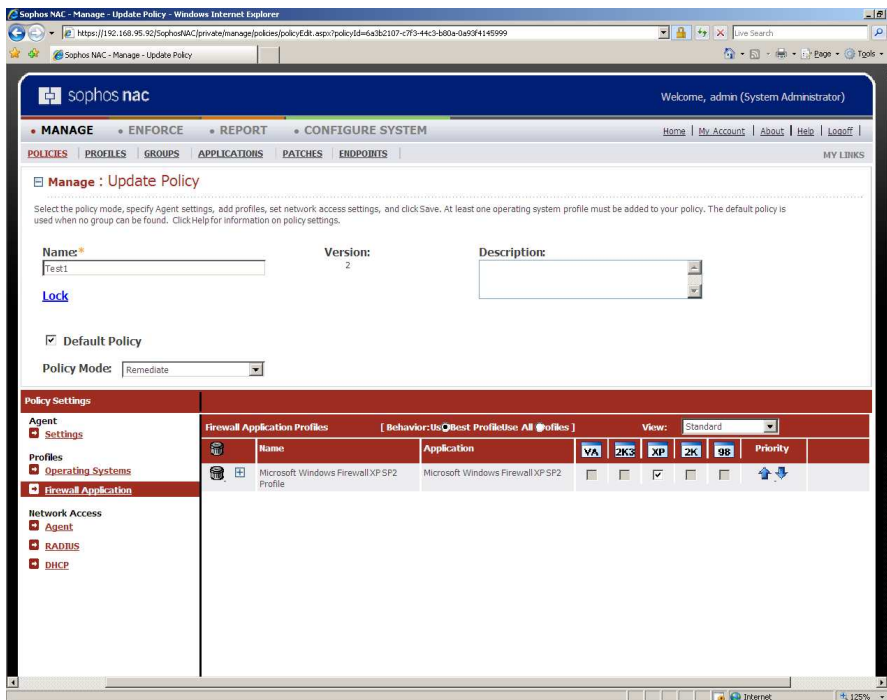 Sophos NAC - Manage - Update Policy - Windows Internet Explorer
https://192.168.95.92/SophosNAC/private/manage/policies/policyEdit.aspx?policyId=6a3b2107-c7f3-44c3-b80a-0a93f4145999
Live Search
Sophos NAC - Manage - Update Policy
Page
Tools
sophos nac
Welcome, admin (System Administrator)
MANAGE
ENFORCE
REPORT
CONFIGURE SYSTEM
Home | My Account | About | Help | Logoff |
POLICIES
PROFILES
GROUPS
APPLICATIONS
PATCHES
ENDPOINTS
MY LINKS
Manage : Update Policy
Select the policy mode, specify Agent settings, add profiles, set network access settings, and click Save. At least one operating system profile must be added to your policy. The default policy is
used when no group can be found. Click Help for information on policy settings.
Name:*
Version:
Description:
Test1
2
Lock
Default Policy
Policy Mode:
Remediate
Policy Settings
Agent
Settings
Profiles
Operating Systems
Firewall Application
Network Access
Agent
RADIUS
DHCP
Firewall Application Profiles
[ Behavior: Us Best ProfileUse All Profiles ]
View:
Standard
Name
Application
VA
2K3
XP
2K
98
Priority
Microsoft Windows Firewall XP SP2
Profile
Microsoft Windows Firewall XP SP2
Internet
125%